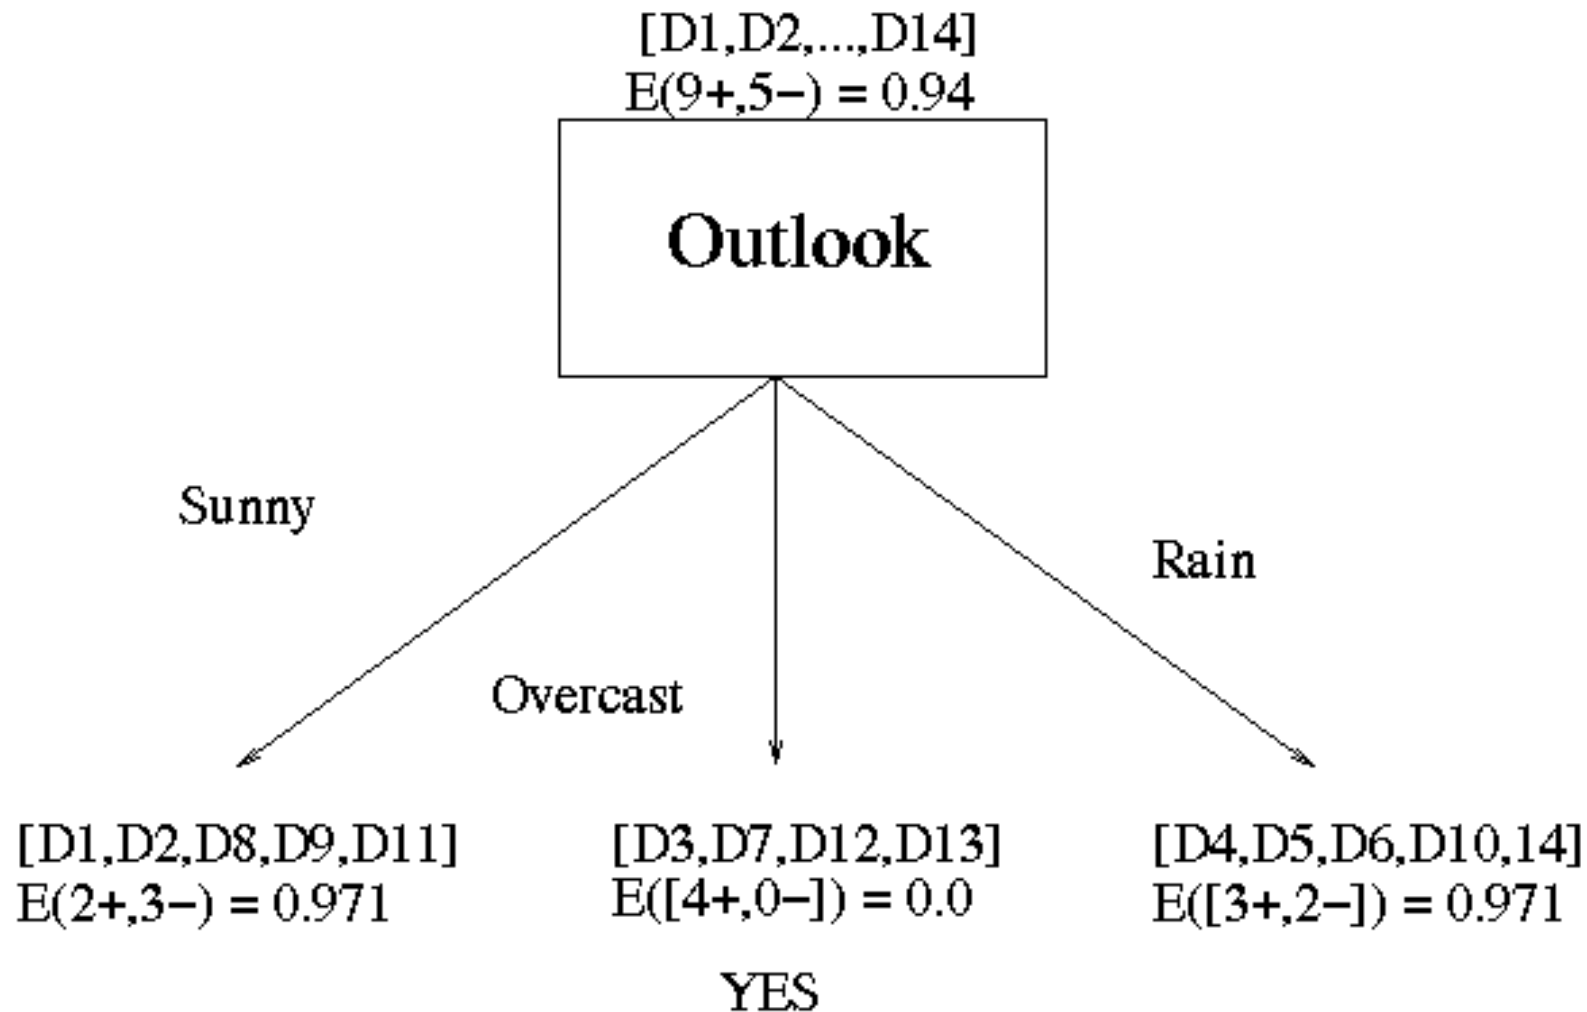 [D1,D2,...,D14]
E(9+,5−) = 0.94
Outlook
Sunny
Rain
Overcast
[D1,D2,D8,D9,D11]
E(2+,3−) = 0.971
[D3,D7,D12,D13]
E([4+,0−]) = 0.0
[D4,D5,D6,D10,14]
E([3+,2−]) = 0.971
YES